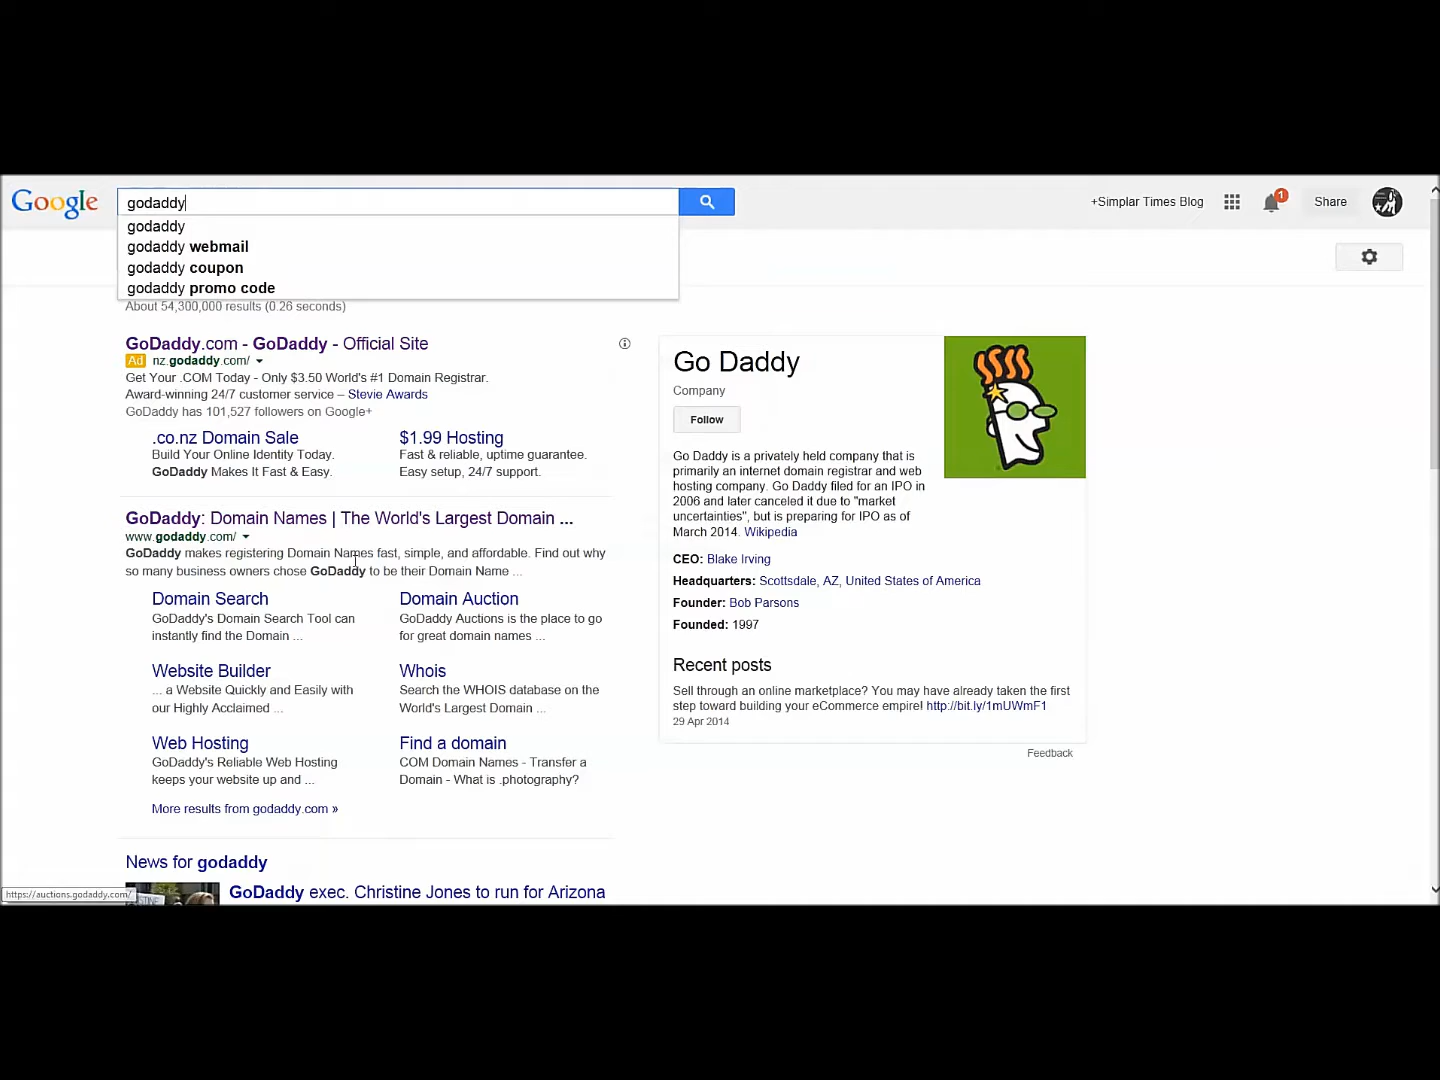 Google
godaddy
+Simplar Times Blog
1
Share
godaddy
godaddy webmail
godaddy coupon
godaddy promo code
About 54,300,000 results (0.26 seconds)
GoDaddy.com - GoDaddy - Official Site
Ad nz.godaddy.com/
Get Your .COM Today - Only $3.50 World's #1 Domain Registrar.
Award-winning 24/7 customer service – Stevie Awards
GoDaddy has 101,527 followers on Google+
.co.nz Domain Sale
Build Your Online Identity Today.
GoDaddy Makes It Fast & Easy.
$1.99 Hosting
Fast & reliable, uptime guarantee.
Easy setup, 24/7 support.
GoDaddy: Domain Names | The World's Largest Domain ...
www.godaddy.com/
GoDaddy makes registering Domain Names fast, simple, and affordable. Find out why
so many business owners chose GoDaddy to be their Domain Name ...
Domain Search
GoDaddy's Domain Search Tool can
instantly find the Domain ...
Domain Auction
GoDaddy Auctions is the place to go
for great domain names ...
Website Builder
... a Website Quickly and Easily with
our Highly Acclaimed ...
Whois
Search the WHOIS database on the
World's Largest Domain ...
Web Hosting
GoDaddy's Reliable Web Hosting
keeps your website up and ...
Find a domain
COM Domain Names - Transfer a
Domain - What is .photography?
More results from godaddy.com »
News for godaddy
GoDaddy exec. Christine Jones to run for Arizona
https://auctions.godaddy.com/
Go Daddy
Company
Follow
Go Daddy is a privately held company that is
primarily an internet domain registrar and web
hosting company. Go Daddy filed for an IPO in
2006 and later canceled it due to "market
uncertainties", but is preparing for IPO as of
March 2014. Wikipedia
CEO: Blake Irving
Headquarters: Scottsdale, AZ, United States of America
Founder: Bob Parsons
Founded: 1997
Recent posts
Sell through an online marketplace? You may have already taken the first
step toward building your eCommerce empire! http://bit.ly/1mUWmF1
29 Apr 2014
Feedback